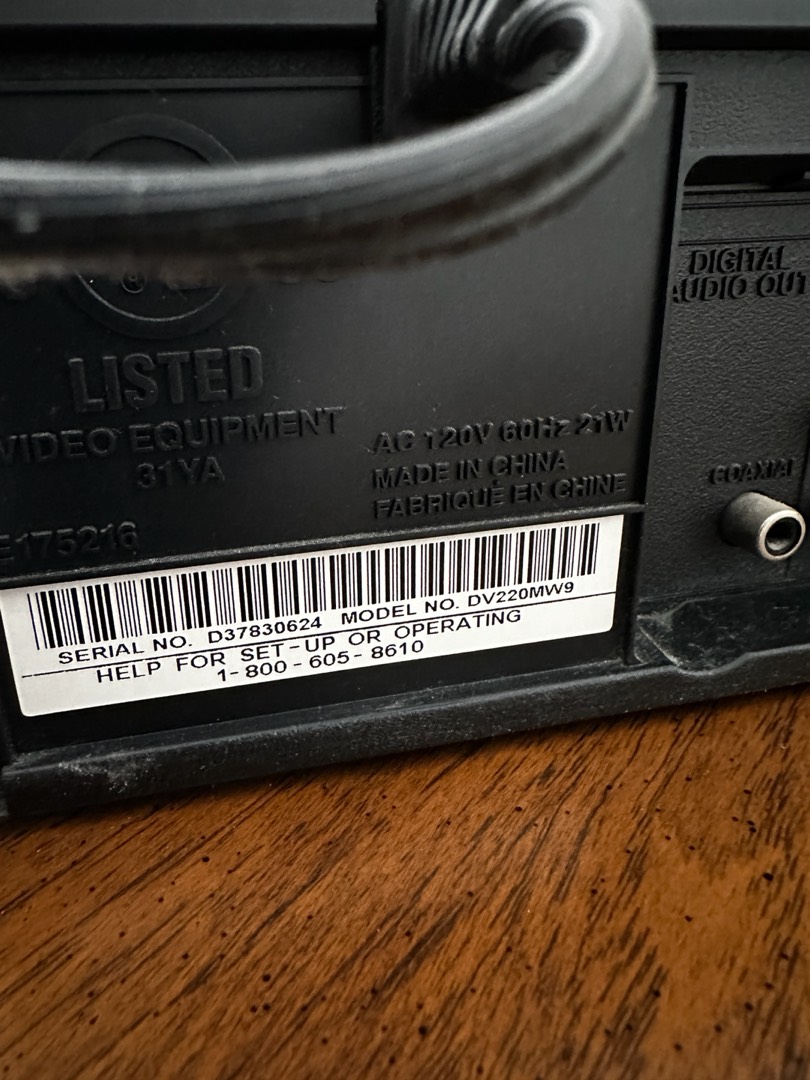 LISTED
VIDEO EQUIPMENT
31YA
E175216
AC 120V 60Hz 21W
MADE IN CHINA
FABRIQUÉ EN CHINE
SERIAL NO. D37830624 MODEL NO. DV220MW9
HELP FOR SET-UP OR OPERATING
1-800-605-8610
DIGITAL
AUDIO OUT
COAXIAL